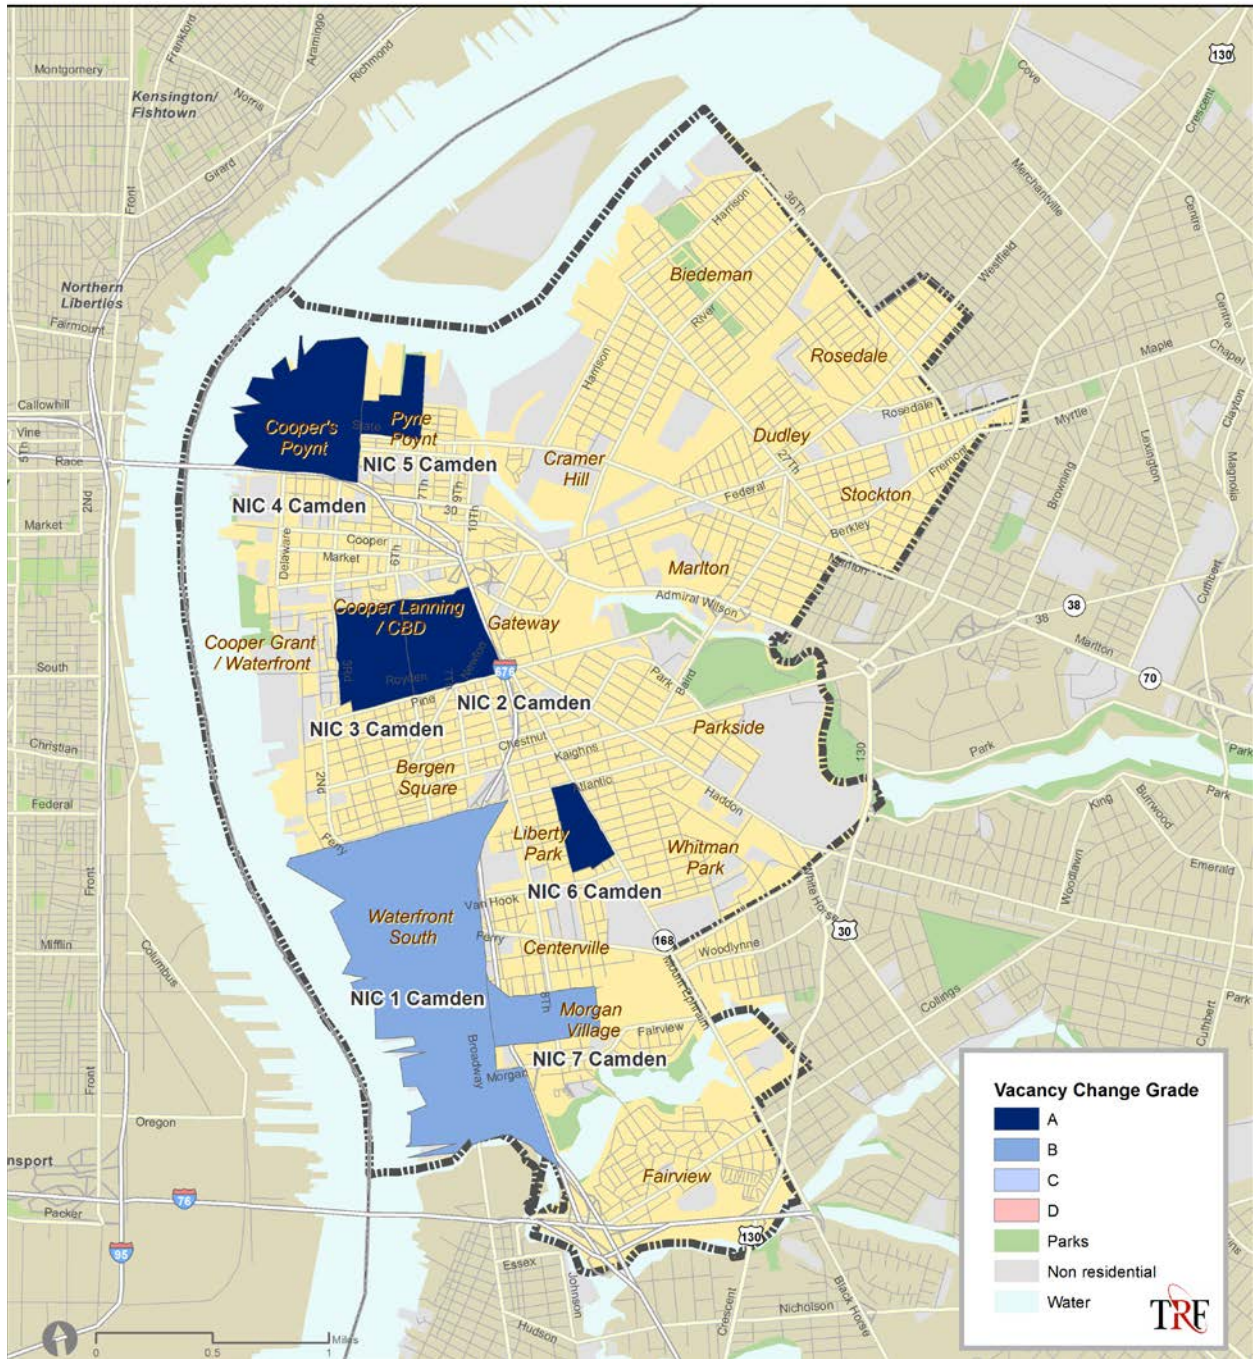 130
Montgomery
Frankford
Aramingo
Richmond
Kensington/
Fishtown
Norris
Girard
Front
Cove
Crescent
Merchantville
Centre
36Th
Harrison
Westfield
Biedeman
River
Northern
Liberties
Fairmount
Rosedale
Centre
Maple
Chapel
Harrison
Callowhill
Vine
5Th
Race
2Nd
Cooper's
Poynt
State
Pyne
Poynt
NIC 5 Camden
Rosedale
Myrtle
Clayton
Dudley
27Th
Lexington
Fremont
Magnolia
Cramer
Hill
Federal
Stockton
Browning
Berkley
NIC 4 Camden
7Th
9Th
30
10Th
Market
Delaware
Cooper
Market
6Th
Marlton
Marlton
Admiral Wilson
Cuthbert
38
38
Marlton
70
Cooper Lanning
/ CBD
Gateway
Cooper Grant
/ Waterfront
South
3Rd
Royden
Newton
676
Pine
NIC 2 Camden
Park
Baird
NIC 3 Camden
Parkside
Park
Park
Christian
Chestnut
Kaighns
130
Bergen
Square
2Nd
Atlantic
Haddon
Federal
Ferry
Liberty
Park
Whitman
Park
King
Burrwood
Park
Emerald
Woodlawn
Front
NIC 6 Camden
White Horse
Van Hook
Waterfront
South
Ferry
Centerville
168
Woodlynne
30
Mifflin
Columbus
Mount Ephraim
Collings
Park
NIC 1 Camden
8Th
Morgan
Village
Fairview
Cuthbert
Broadway
NIC 7 Camden
Morgan
Front
Oregon
nsport
Fairview
76
Packer
95
130
Essex
Johnson
Crescent
Black Horse
Nicholson
Hudson
Vacancy Change Grade
A
B
C
D
Parks
Non residential
Water
TRF
Miles
0
0.5
1